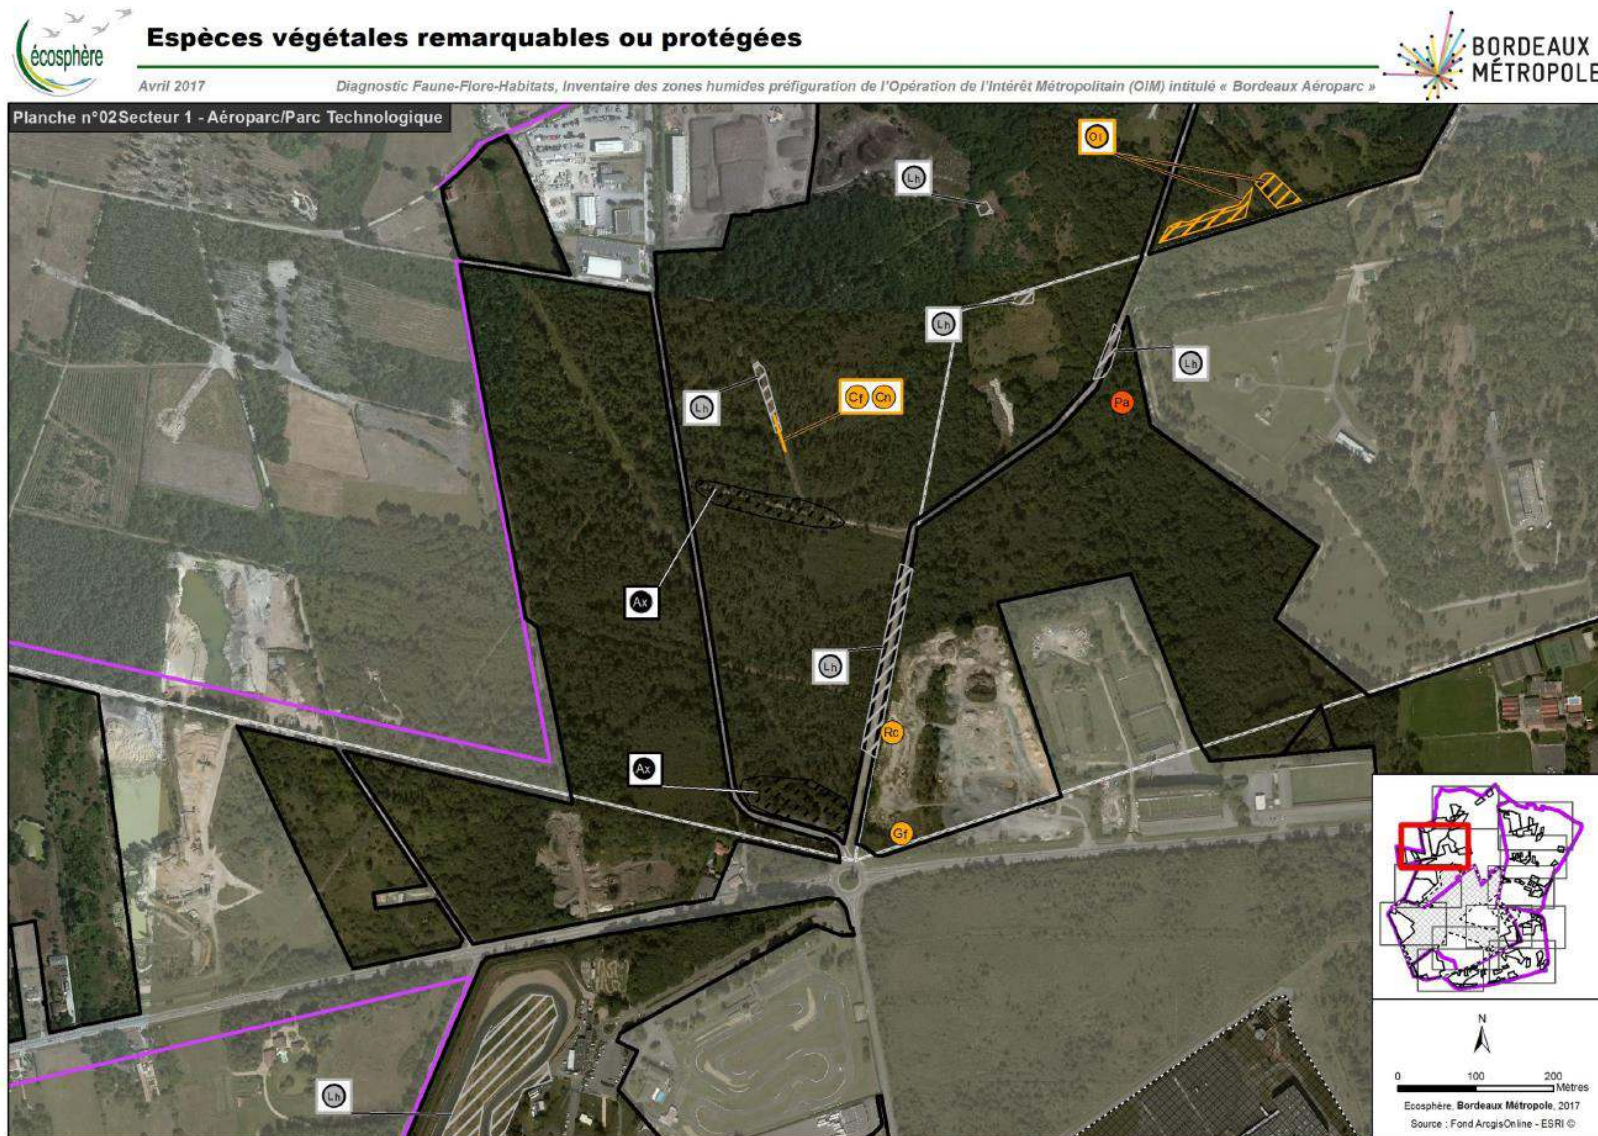 écosphère
Espèces végétales remarquables ou protégées
BORDEAUX
MÉTROPOLE
Avril 2017
Diagnostic Faune-Flore-Habitats, Inventaire des zones humides préfiguration de l'Opération de l'Intérêt Métropolitain (OIM) intitulé « Bordeaux Aéroparc »
Planche n°02Secteur 1 - Aéroparc/Parc Technologique
Lh
Lh
Lh
Lh
Cf Cn
Pa
Ax
Lh
Rc
Ax
Gf
Lh
N
0 100 200
Mètres
Ecosphère, Bordeaux Métropole, 2017
Source : Fond ArcgisOnline - ESRI ©